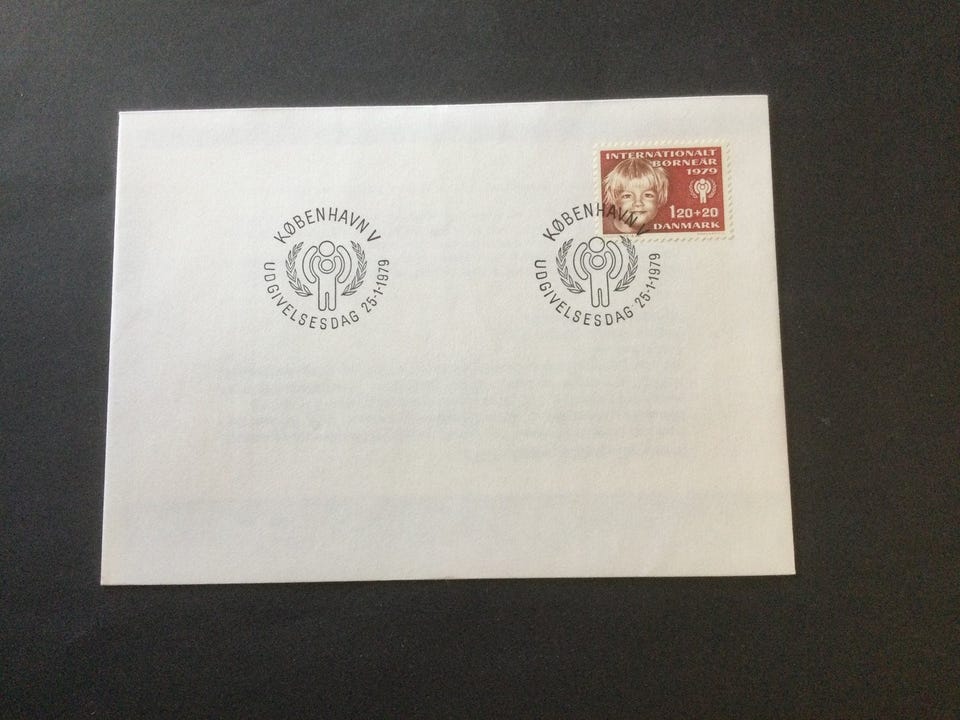 INTERNATIONALT
BØRNEÅR
1979
120+20
DANMARK
KØBENHAVN V
UDGIVELSESDAG 25-1-1979
KØBENHAVN V
UDGIVELSESDAG 25-1-1979